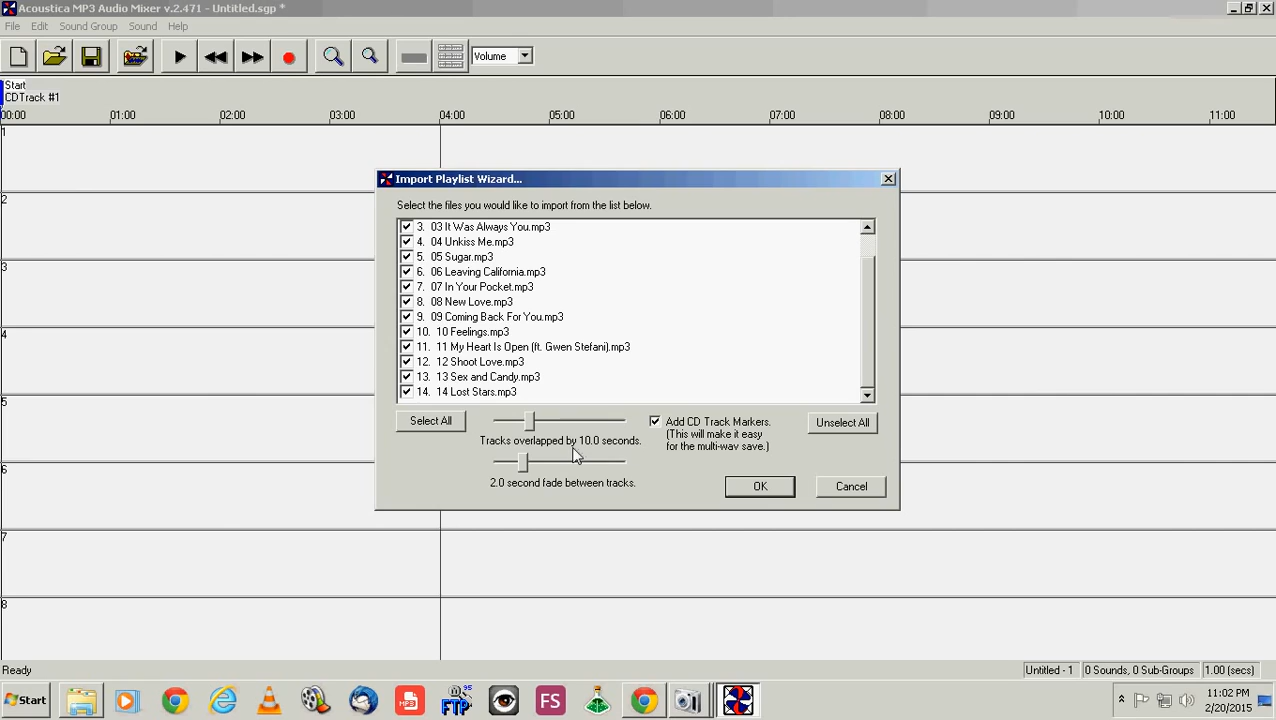 Acoustica MP3 Audio Mixer v.2.471 - Untitled.sgp *
File Edit Sound Group Sound Help
Volume
Start
CDTrack #1
00:00 01:00 02:00 03:00 04:00 05:00 06:00 07:00 08:00 09:00 10:00 11:00
1
2
3
4
5
6
7
8
Import Playlist Wizard...
Select the files you would like to import from the list below.
3. 03 It Was Always You.mp3
4. 04 Unkiss Me.mp3
5. 05 Sugar.mp3
6. 06 Leaving California.mp3
7. 07 In Your Pocket.mp3
8. 08 New Love.mp3
9. 09 Coming Back For You.mp3
10. 10 Feelings.mp3
11. 11 My Heart Is Open (ft. Gwen Stefani).mp3
12. 12 Shoot Love.mp3
13. 13 Sex and Candy.mp3
14. 14 Lost Stars.mp3
Select All
Tracks overlapped by 10.0 seconds.
2.0 second fade between tracks.
Add CD Track Markers.
(This will make it easy
for the multi-wav save.)
Unselect All
OK
Cancel
Ready
Untitled - 1
0 Sounds, 0 Sub-Groups
1.00 (secs)
Start
MP3
95
FTP
FS
11:02 PM
2/20/2015